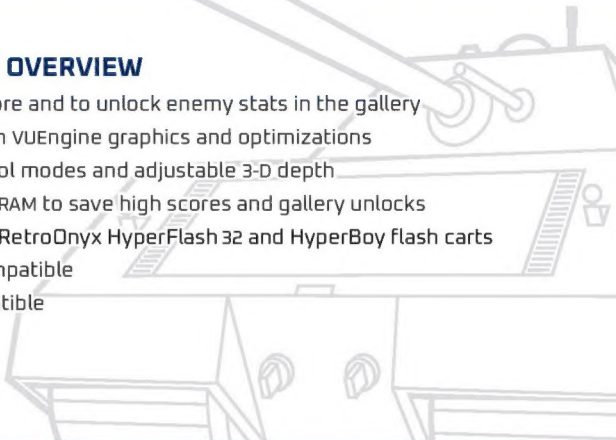 OVERVIEW
ore and to unlock enemy stats in the gallery
VUEngine graphics and optimizations
ol modes and adjustable 3-D depth
RAM to save high scores and gallery unlocks
RetroOnyx HyperFlash 32 and HyperBoy flash carts
mpatible
tible